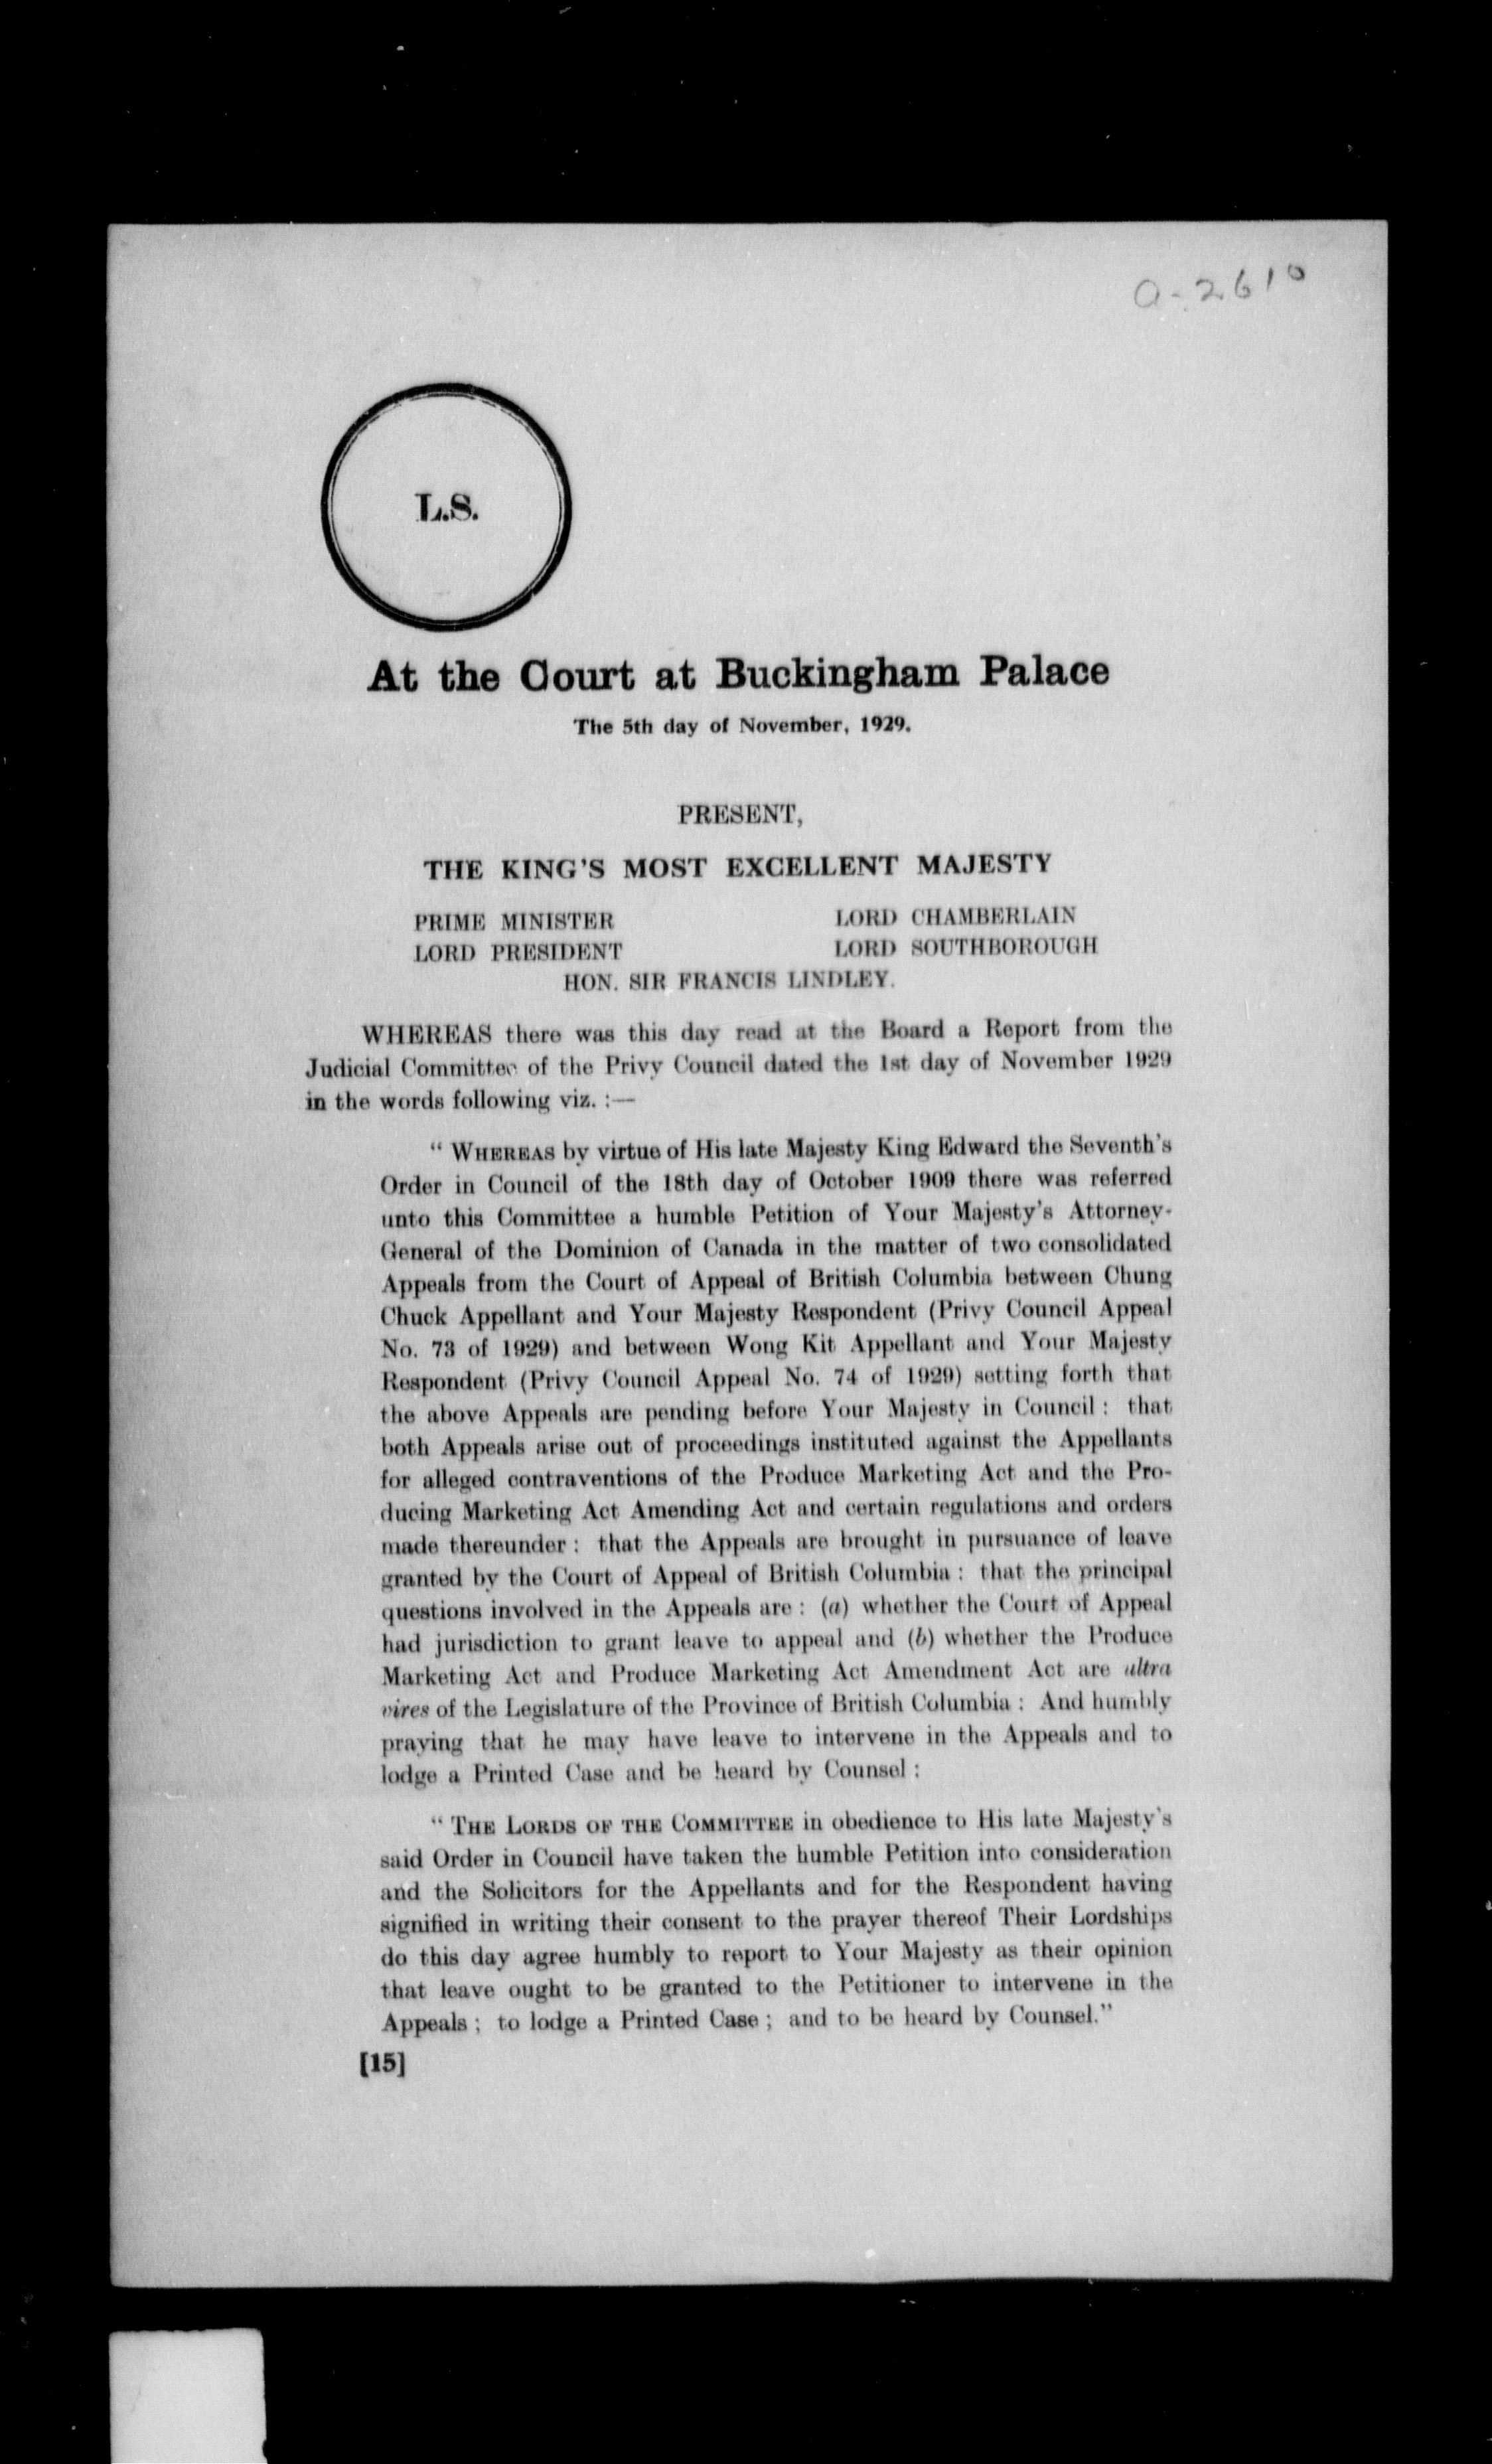 a-2610
L.S.
At the Court at Buckingham Palace
The 5th day of November, 1929.
PRESENT,
THE KING'S MOST EXCELLENT MAJESTY
PRIME MINISTER LORD CHAMBERLAIN
LORD PRESIDENT LORD SOUTHBOROUGH
HON. SIR FRANCIS LINDLEY.
WHEREAS there was this day read at the Board a Report from the
Judicial Committee of the Privy Council dated the 1st day of November 1929
in the words following viz. :—
“ WHEREAS by virtue of His late Majesty King Edward the Seventh's
Order in Council of the 18th day of October 1909 there was referred
unto this Committee a humble Petition of Your Majesty's Attorney-
General of the Dominion of Canada in the matter of two consolidated
Appeals from the Court of Appeal of British Columbia between Chung
Chuck Appellant and Your Majesty Respondent (Privy Council Appeal
No. 73 of 1929) and between Wong Kit Appellant and Your Majesty
Respondent (Privy Council Appeal No. 74 of 1929) setting forth that
the above Appeals are pending before Your Majesty in Council : that
both Appeals arise out of proceedings instituted against the Appellants
for alleged contraventions of the Produce Marketing Act and the Pro-
ducing Marketing Act Amending Act and certain regulations and orders
made thereunder : that the Appeals are brought in pursuance of leave
granted by the Court of Appeal of British Columbia : that the principal
questions involved in the Appeals are : (a) whether the Court of Appeal
had jurisdiction to grant leave to appeal and (b) whether the Produce
Marketing Act and Produce Marketing Act Amendment Act are ultra
vires of the Legislature of the Province of British Columbia : And humbly
praying that he may have leave to intervene in the Appeals and to
lodge a Printed Case and be heard by Counsel :
“ THE LORDS OF THE COMMITTEE in obedience to His late Majesty's
said Order in Council have taken the humble Petition into consideration
and the Solicitors for the Appellants and for the Respondent having
signified in writing their consent to the prayer thereof Their Lordships
do this day agree humbly to report to Your Majesty as their opinion
that leave ought to be granted to the Petitioner to intervene in the
Appeals ; to lodge a Printed Case ; and to be heard by Counsel.”
[15]